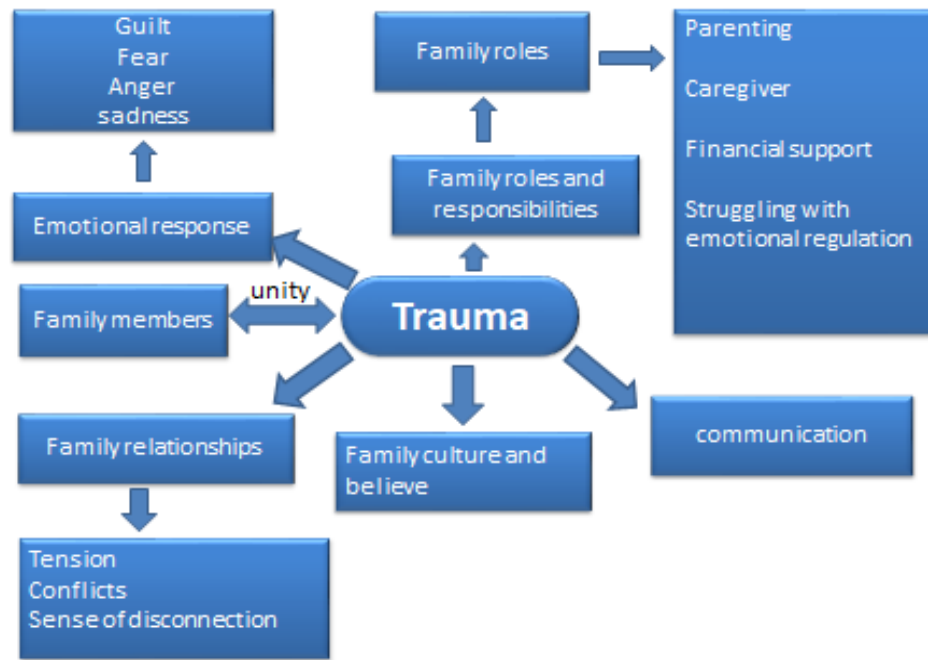 Guilt
Fear
Anger
sadness
Family roles
Parenting
Caregiver
Financial support
Struggling with
emotional regulation
Family roles and
responsibilities
Emotional response
unity
Family members
Trauma
Family relationships
Family culture and
believe
communication
Tension
Conflicts
Sense of disconnection